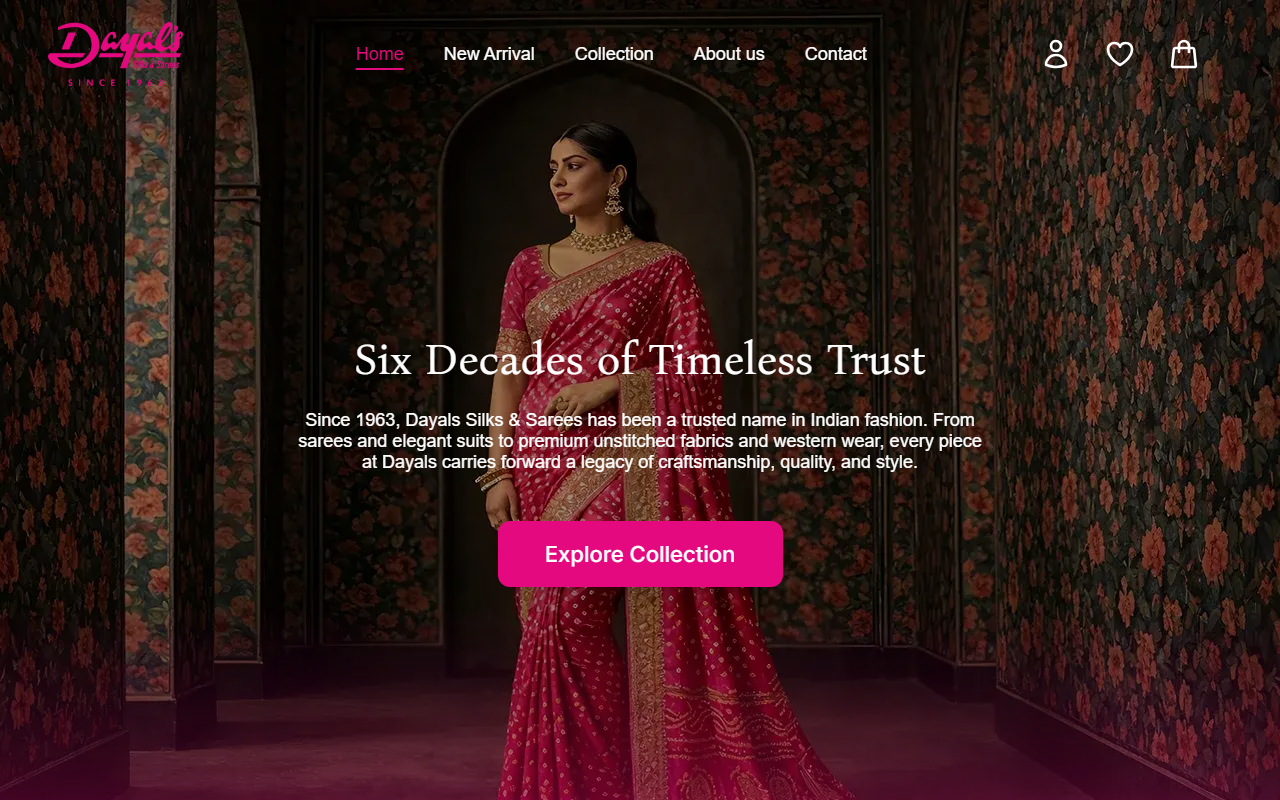 Dayal's
SINCE 1963
Home
New Arrival
Collection
About us
Contact
Six Decades of Timeless Trust
Since 1963, Dayals Silks & Sarees has been a trusted name in Indian fashion. From
sarees and elegant suits to premium unstitched fabrics and western wear, every piece
at Dayals carries forward a legacy of craftsmanship, quality, and style.
Explore Collection